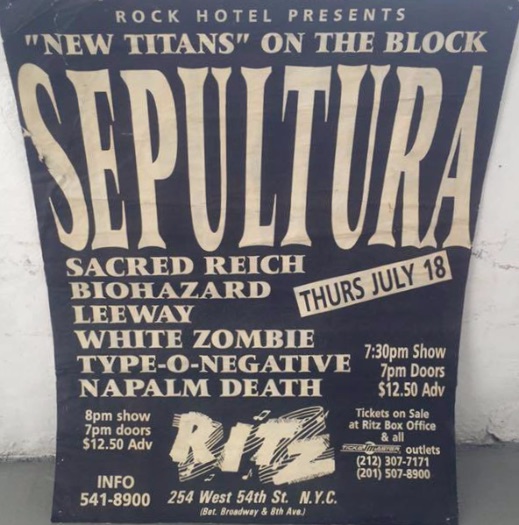 ROCK HOTEL PRESENTS
"NEW TITANS" ON THE BLOCK
SEPULTURA
SACRED REICH
BIOHAZARD
LEEWAY
WHITE ZOMBIE
TYPE-O-NEGATIVE
NAPALM DEATH
THURS JULY 18
7:30pm Show
7pm Doors
$12.50 Adv
8pm show
7pm doors
$12.50 Adv
INFO
541-8900
RITZ
254 West 54th St. N.Y.C.
(Bet. Broadway & 8th Ave.)
Tickets on Sale
at Ritz Box Office
& all
TICKETMASTER outlets
(212) 307-7171
(201) 507-8900